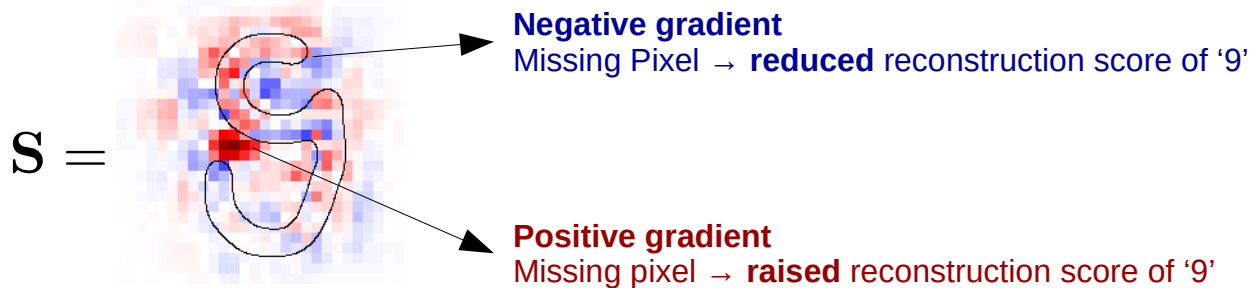 S =
Negative gradient
Missing Pixel → reduced reconstruction score of ‘9’
Positive gradient
Missing pixel → raised reconstruction score of ‘9’